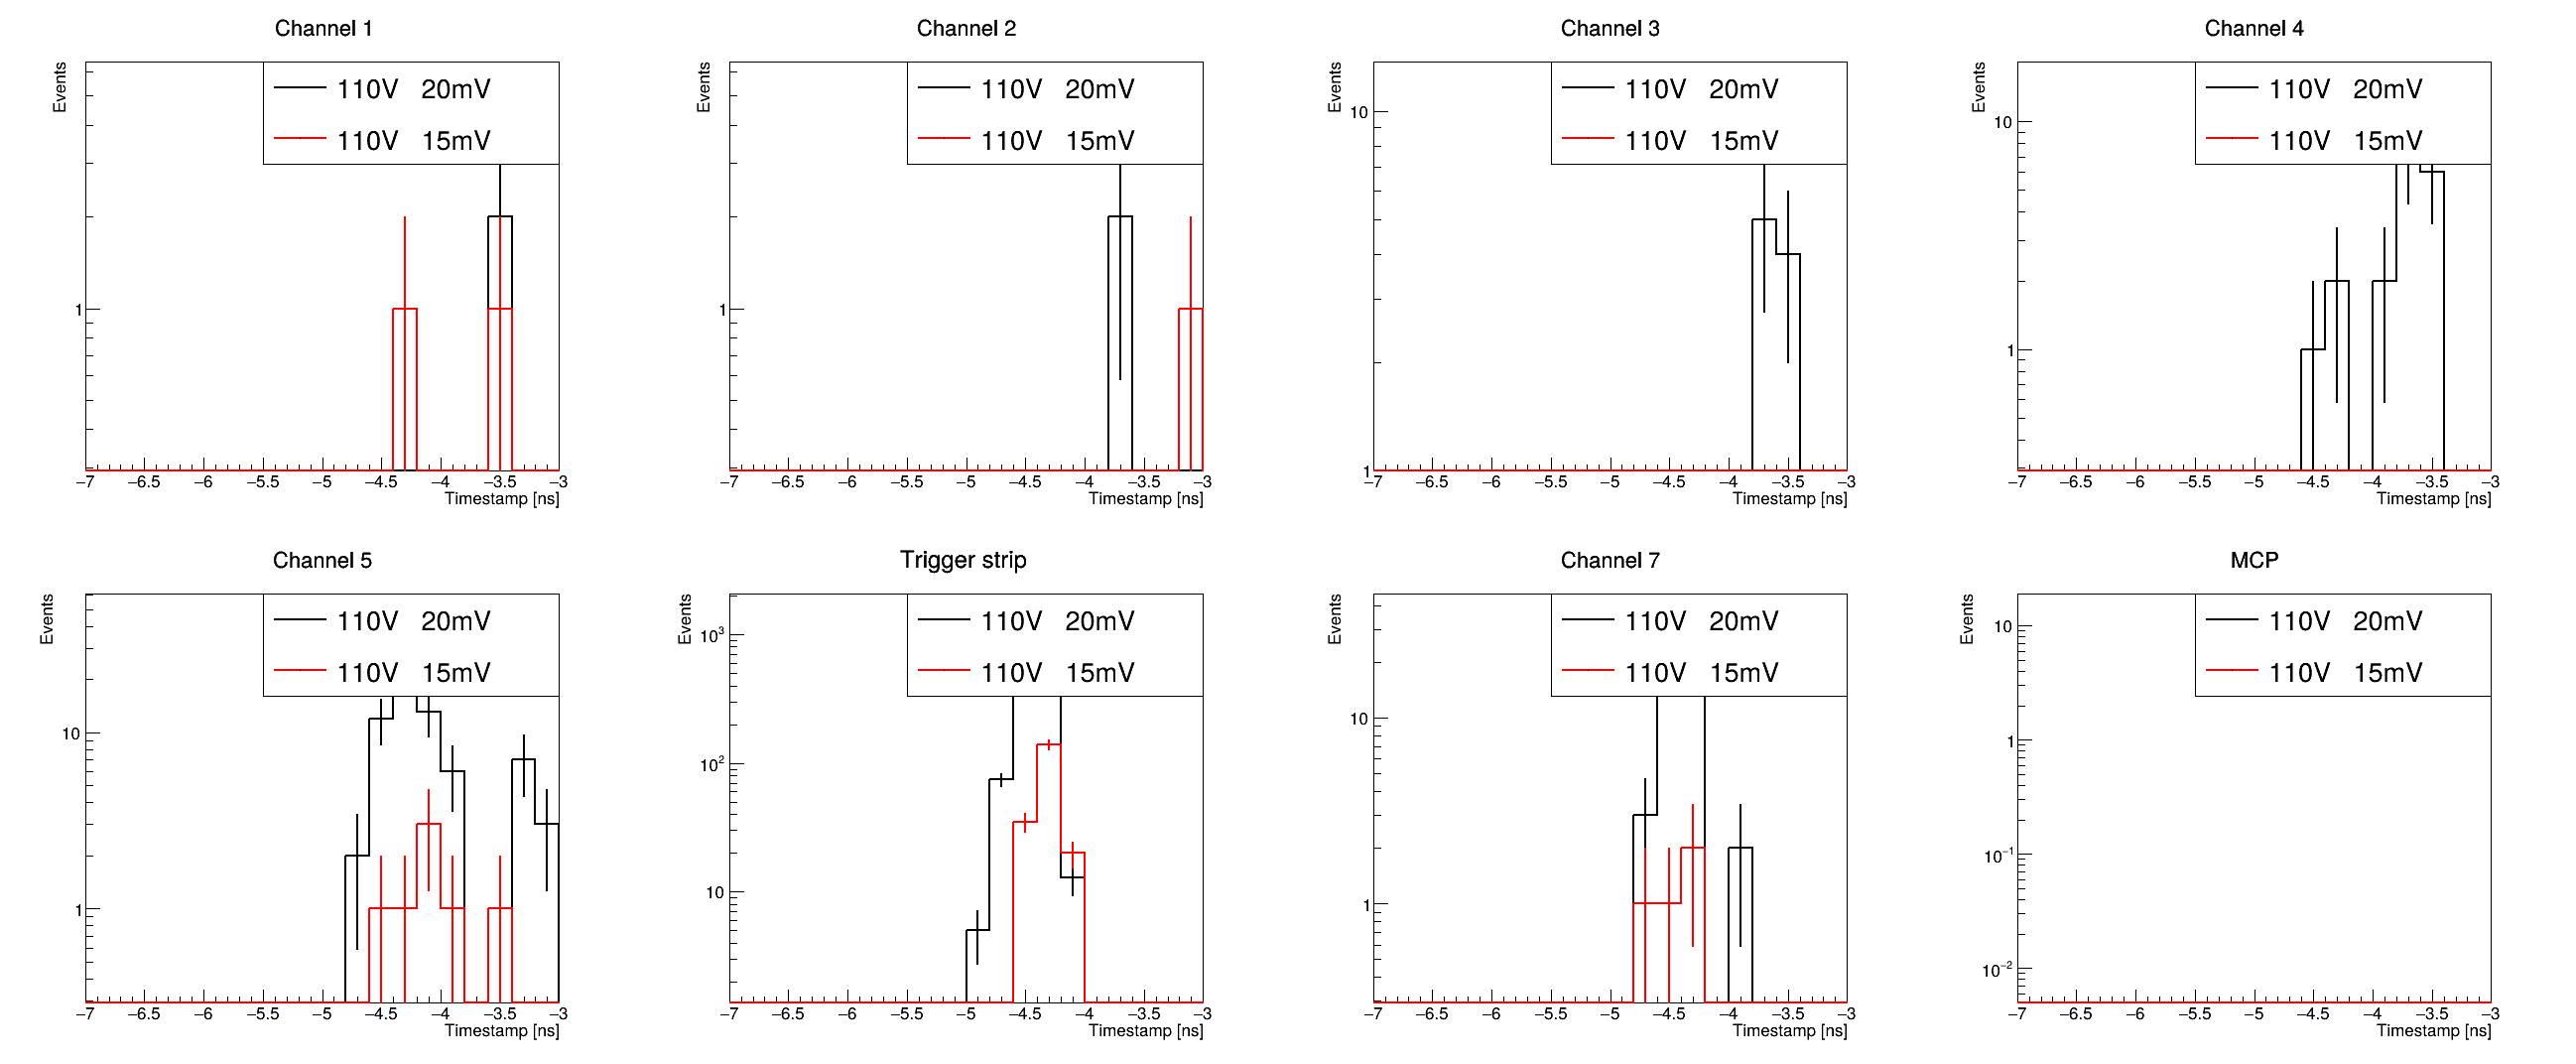 Channel 1
Events
110V 20mV
110V 15mV
1
−7 −6.5 −6 −5.5 −5 −4.5 −4 −3.5 −3
Timestamp [ns]
Channel 2
Events
110V 20mV
110V 15mV
1
−7 −6.5 −6 −5.5 −5 −4.5 −4 −3.5 −3
Timestamp [ns]
Channel 3
Events
110V 20mV
110V 15mV
10
1
−7 −6.5 −6 −5.5 −5 −4.5 −4 −3.5 −3
Timestamp [ns]
Channel 4
Events
110V 20mV
110V 15mV
10
1
−7 −6.5 −6 −5.5 −5 −4.5 −4 −3.5 −3
Timestamp [ns]
Channel 5
Events
110V 20mV
110V 15mV
10
1
−7 −6.5 −6 −5.5 −5 −4.5 −4 −3.5 −3
Timestamp [ns]
Trigger strip
Events
110V 20mV
110V 15mV
10³
10²
10
−7 −6.5 −6 −5.5 −5 −4.5 −4 −3.5 −3
Timestamp [ns]
Channel 7
Events
110V 20mV
110V 15mV
10
1
−7 −6.5 −6 −5.5 −5 −4.5 −4 −3.5 −3
Timestamp [ns]
MCP
Events
110V 20mV
110V 15mV
10
1
10⁻¹
10⁻²
−7 −6.5 −6 −5.5 −5 −4.5 −4 −3.5 −3
Timestamp [ns]